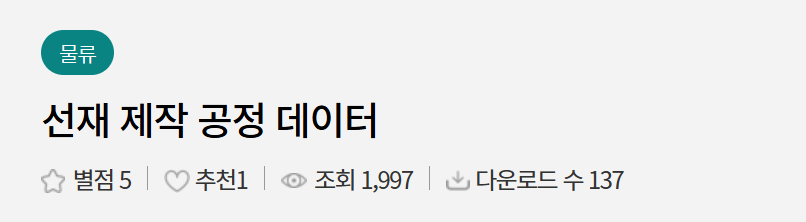 물류
선재 제작 공정 데이터
별점 5 추천1 조회 1,997 다운로드 수 137